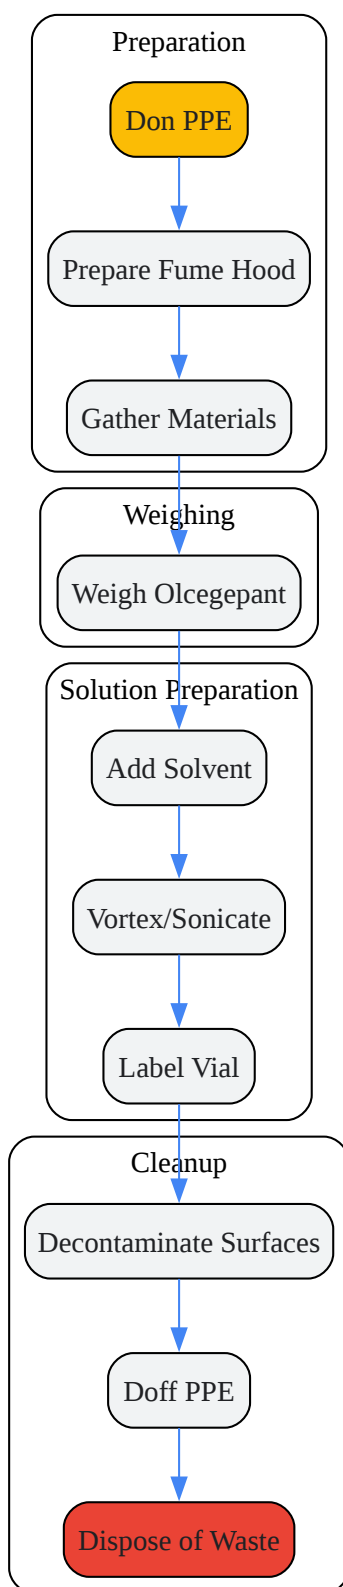 Preparation
Don PPE
Prepare Fume Hood
Gather Materials
Weighing
Weigh Olcegepant
Solution Preparation
Add Solvent
Vortex/Sonicate
Label Vial
Cleanup
Decontaminate Surfaces
Doff PPE
Dispose of Waste